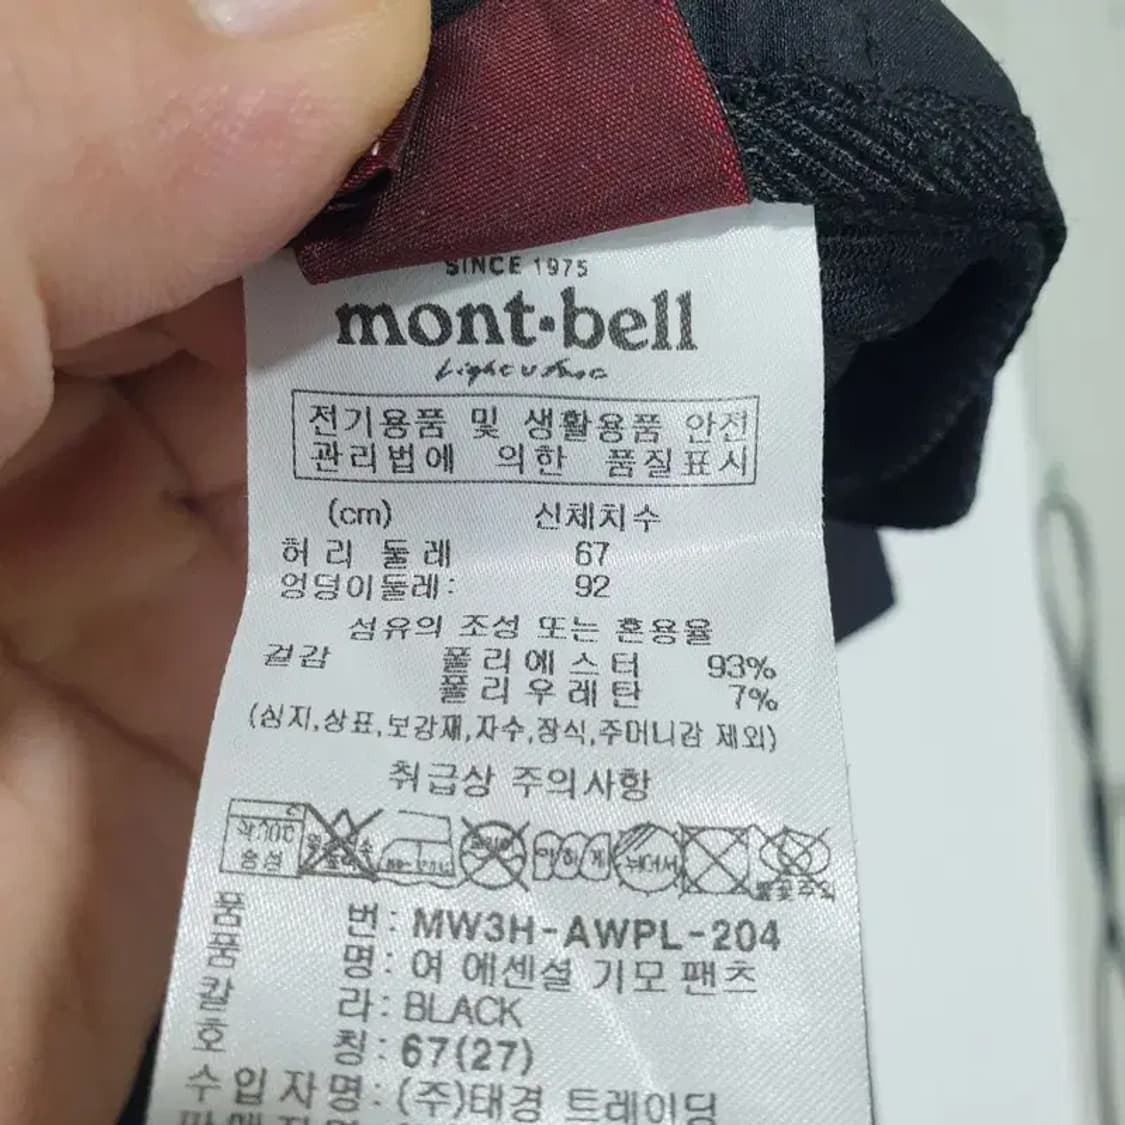 SINCE 1975
mont·bell
전기용품 및 생활용품 안전
관리법에 의한 품질표시
(cm) 신체치수
허리 둘레 67
엉덩이둘레: 92
섬유의 조성 또는 혼용율
겉감 폴리에스터 93%
폴리우레탄 7%
(심지,상표,보강재,자수,장식,주머니감 제외)
취급상 주의사항
중성
품 번: MW3H-AWPL-204
품 명: 여 에센셜 기모 팬츠
칼 라: BLACK
호 칭: 67(27)
수입자명: (주)태경 트레이딩